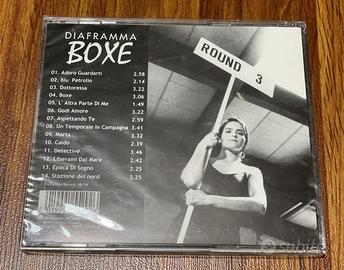 DIAFRAMMA
BOXE
01. Adoro Guardarti 2.58
02. Blu Petrolio 2.14
03. Dottoressa 3.22
04. Boxe 3.06
05. L' Altra Parte Di Me 1.49
06. Godi Amore 3.22
07. Aspettando Te 2.59
08. Un Temporale In Campagna 3.41
09. Marta 3.32
10. Caldo 2.39
11. Detective 3.46
12. Liberami Dal Mare 2.42
13. Epoca Di Sogno 2.25
14. Stazione del nord 3.25
ROUND 3
subito